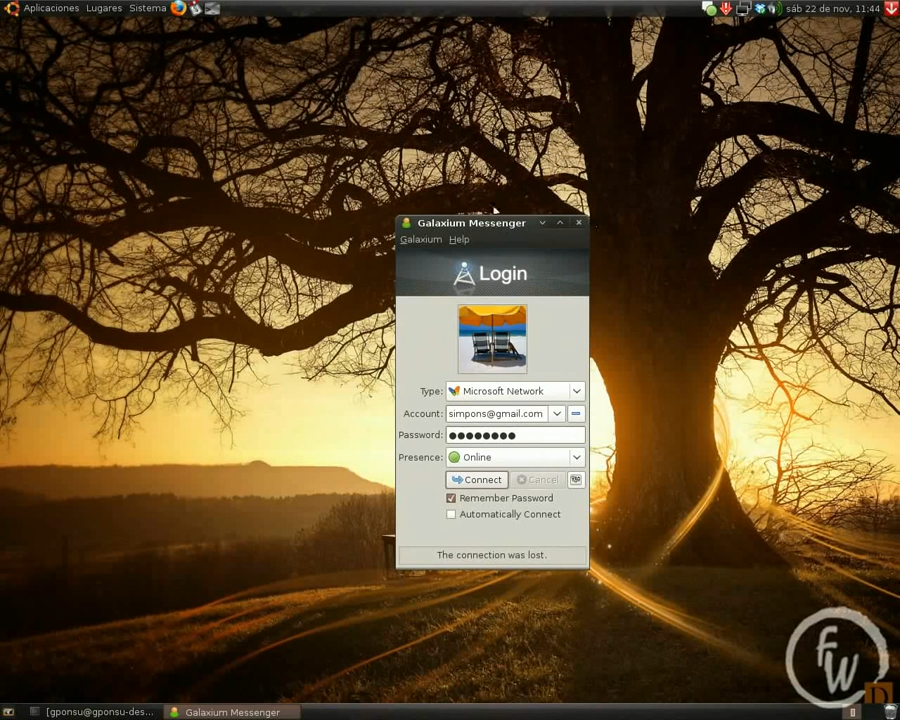 Aplicaciones Lugares Sistema
sáb 22 de nov, 11:44
Galaxium Messenger
Galaxium Help
Login
Type: Microsoft Network
Account: simpons@gmail.com
Password: ●●●●●●●●
Presence: Online
Connect Cancel
Remember Password
Automatically Connect
The connection was lost.
FW
D
[gponsu@gponsu-des... Galaxium Messenger